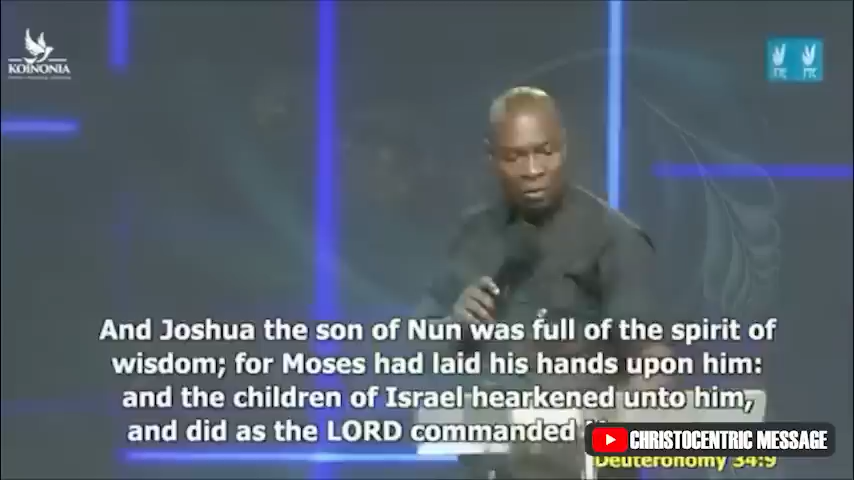 KOINONIA
And Joshua the son of Nun was full of the spirit of
wisdom; for Moses had laid his hands upon him:
and the children of Israel hearkened unto him,
and did as the LORD commanded
CHRISTOCENTRIC MESSAGE
Deuteronomy 34:9